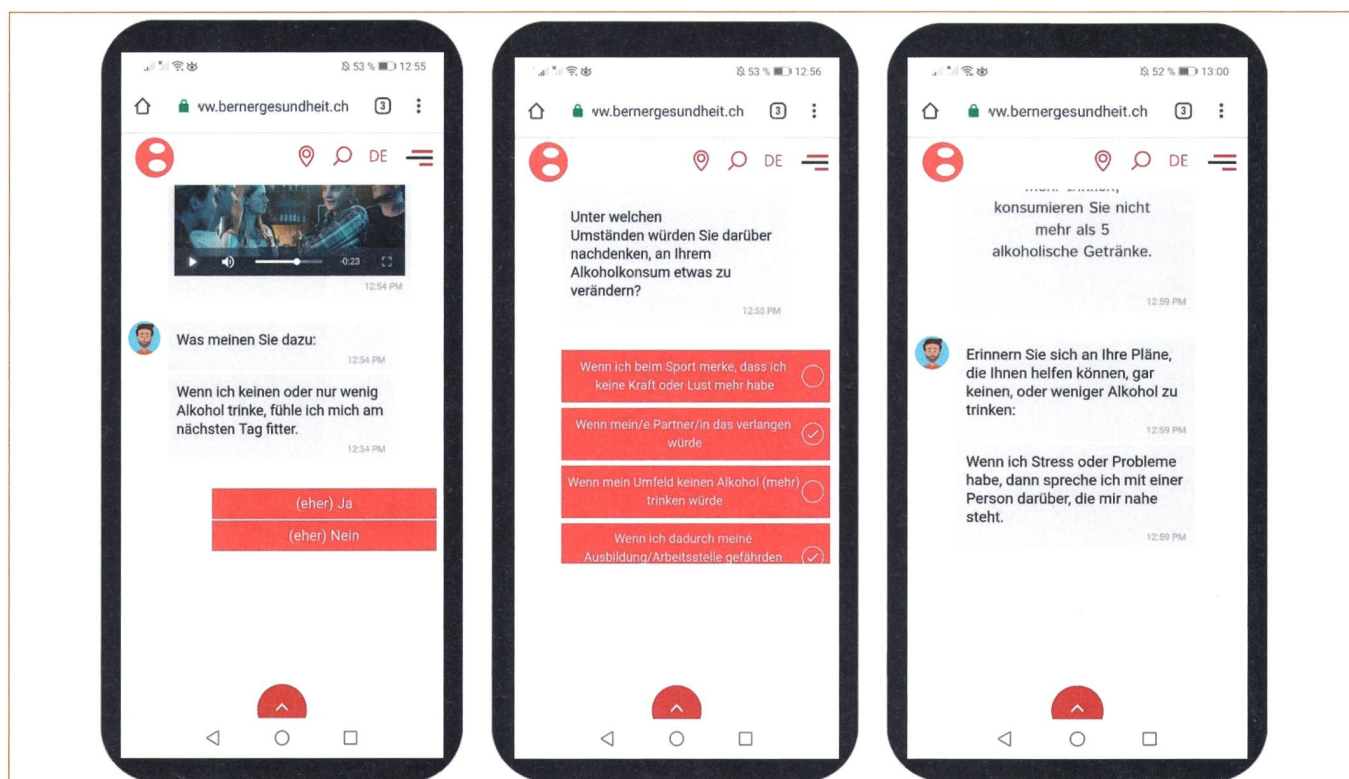 53 % 12:55
ww.bernergesundheit.ch 3
DE
-0:23
12:54 PM
Was meinen Sie dazu:
12:54 PM
Wenn ich keinen oder nur wenig
Alkohol trinke, fühle ich mich am
nächsten Tag fitter.
12:54 PM
(eher) Ja
(eher) Nein
53 % 12:56
ww.bernergesundheit.ch 3
DE
Unter welchen
Umständen würden Sie darüber
nachdenken, an Ihrem
Alkoholkonsum etwas zu
verändern?
12:55 PM
Wenn ich beim Sport merke, dass ich
keine Kraft oder Lust mehr habe
Wenn mein/e Partner/in das verlangen
würde
Wenn mein Umfeld keinen Alkohol (mehr)
trinken würde
Wenn ich dadurch meine
Ausbildung/Arbeitsstelle gefährden
52 % 13:00
ww.bernergesundheit.ch 3
DE
konsumieren Sie nicht
mehr als 5
alkoholische Getränke.
12:59 PM
Erinnern Sie sich an Ihre Pläne,
die Ihnen helfen können, gar
keinen, oder weniger Alkohol zu
trinken:
12:59 PM
Wenn ich Stress oder Probleme
habe, dann spreche ich mit einer
Person darüber, die mir nahe
steht.
12:59 PM